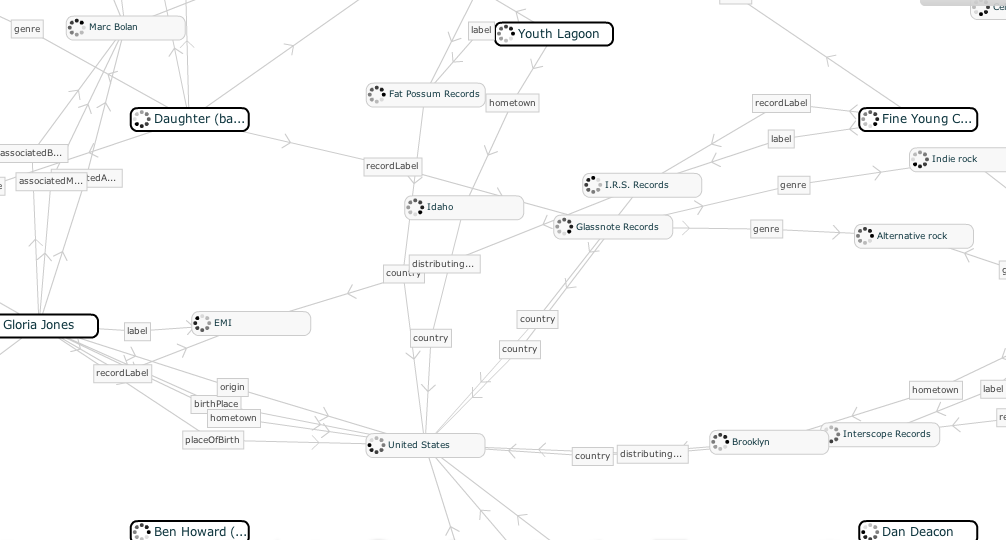 Marc Bolan
genre
label
Youth Lagoon
Fat Possum Records
hometown
recordLabel
Daughter (ba...
Fine Young C...
label
associatedB...
Indie rock
recordLabel
associatedM...
tedA...
I.R.S. Records
genre
Idaho
Glassnote Records
genre
Alternative rock
distributing...
country
Gloria Jones
EMI
label
country
country
country
recordLabel
origin
hometown
label
birthPlace
hometown
placeOfBirth
United States
Brooklyn
Interscope Records
country
distributing...
Ben Howard (...
Dan Deacon